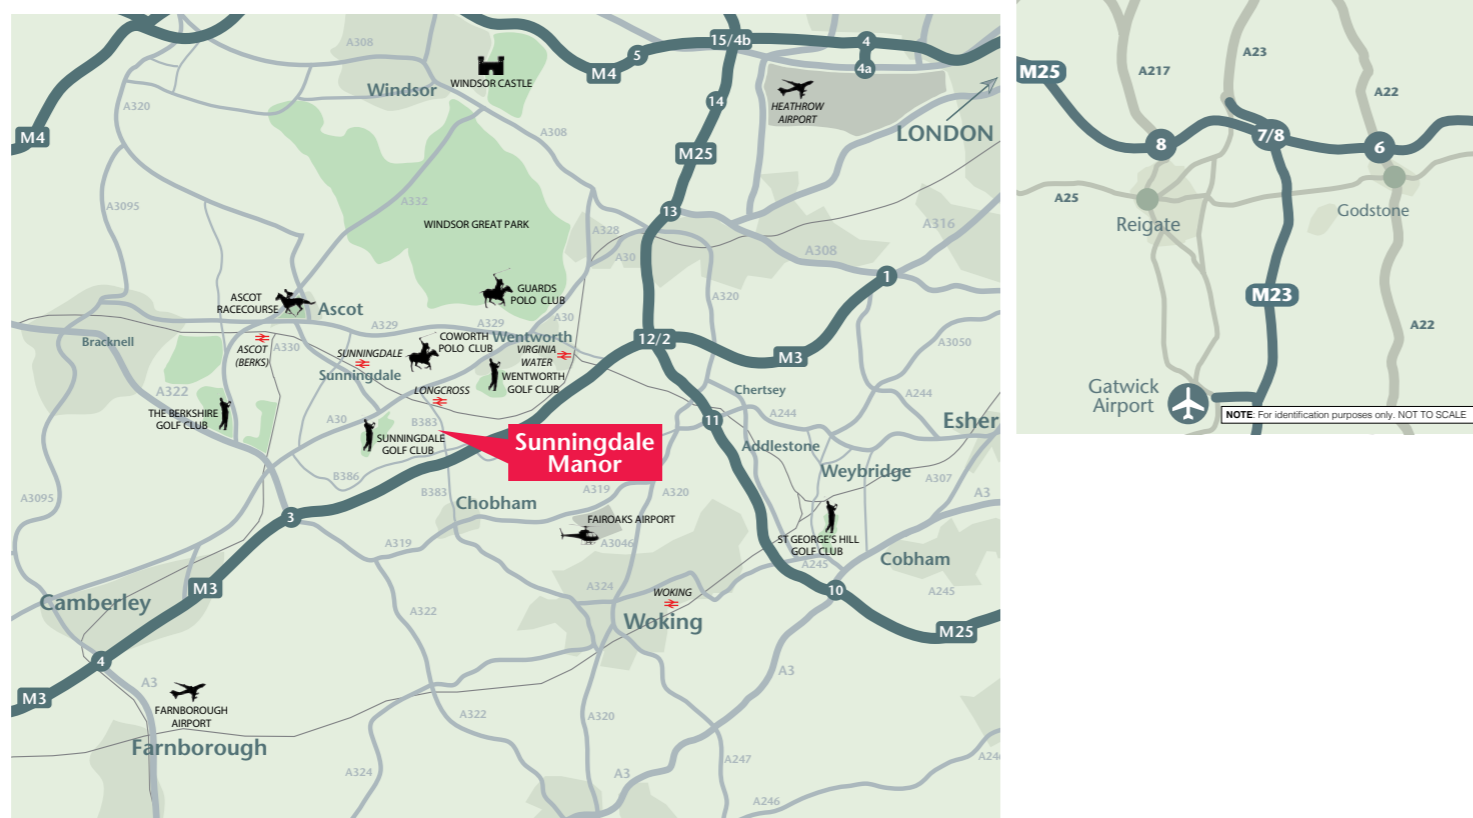 A308
WINDSOR CASTLE
Windsor
M4
5
15/4b
4
4a
HEATHROW
AIRPORT
LONDON
A320
M4
14
A308
M25
A3095
A332
WINDSOR GREAT PARK
13
A328
A30
A308
A316
1
ASCOT
RACECOURSE
Ascot
GUARDS
POLO CLUB
A320
A329
A329
A30
Bracknell
ASCOT
(BERKS)
A330
SUNNINGDALE
Sunningdale
COWORTH
POLO CLUB
Wentworth
VIRGINIA
WATER
WENTWORTH
GOLF CLUB
LONGCROSS
12/2
M3
A3050
A322
THE BERKSHIRE
GOLF CLUB
A30
B383
SUNNINGDALE
GOLF CLUB
Sunningdale
Manor
Chertsey
11
A244
A244
Esher
Addlestone
Weybridge
A3095
B386
B383
Chobham
A319
A320
A307
A3
3
A319
FAIROAKS AIRPORT
A3046
ST GEORGE'S HILL
GOLF CLUB
A245
Cobham
Camberley
M3
A322
A324
WOKING
Woking
10
A245
M25
4
M3
A3
FARNBOROUGH
AIRPORT
Farnborough
A322
A320
A3
A324
A3
A247
A246
A246
M25
A217
A23
A22
8
7/8
6
A25
Reigate
Godstone
M23
A22
Gatwick
Airport
NOTE: For identification purposes only. NOT TO SCALE